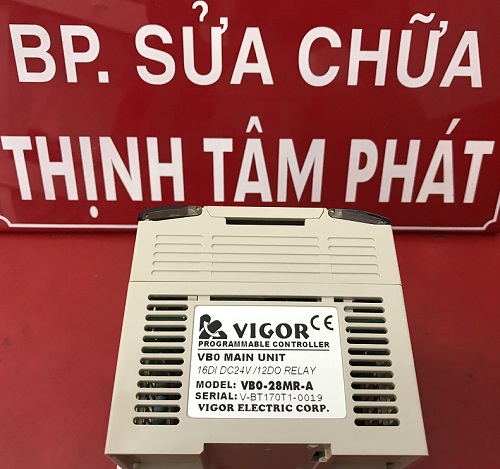 BP. SỬA CHỮA
THỊNH TÂM PHÁT
VIGOR CE
PROGRAMMABLE CONTROLLER
VB0 MAIN UNIT
16DI DC24V /12DO RELAY
MODEL: VB0-28MR-A
SERIAL: V-BT170T1-0019
VIGOR ELECTRIC CORP.